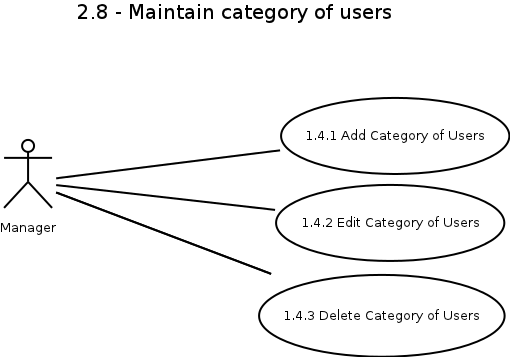 2.8 - Maintain category of users
1.4.1 Add Category of Users
Manager
1.4.2 Edit Category of Users
1.4.3 Delete Category of Users